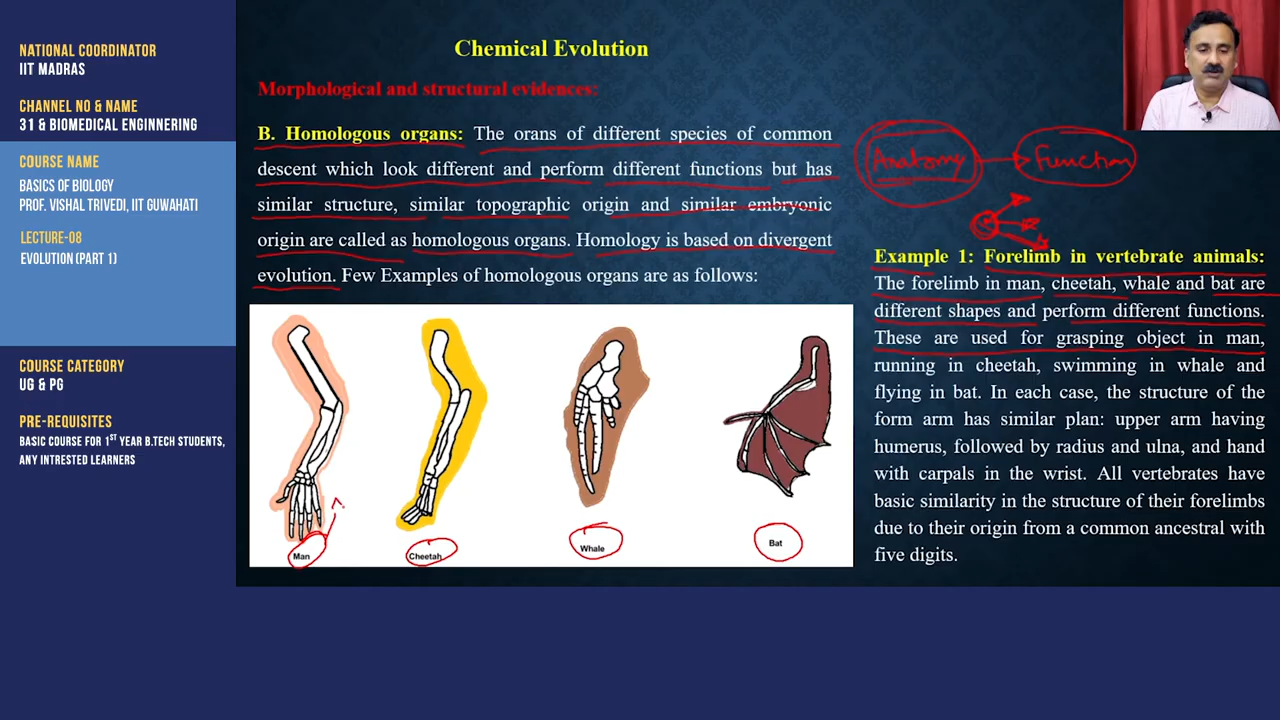 NATIONAL COORDINATOR
IIT MADRAS
CHANNEL NO & NAME
31 & BIOMEDICAL ENGINNERING
COURSE NAME
BASICS OF BIOLOGY
PROF. VISHAL TRIVEDI, IIT GUWAHATI
LECTURE-08
EVOLUTION (PART 1)
COURSE CATEGORY
UG & PG
PRE-REQUISITES
BASIC COURSE FOR 1ST YEAR B.TECH STUDENTS,
ANY INTRESTED LEARNERS
Chemical Evolution
Morphological and structural evidences:
B. Homologous organs: The orans of different species of common
descent which look different and perform different functions but has
similar structure, similar topographic origin and similar embryonic
origin are called as homologous organs. Homology is based on divergent
evolution. Few Examples of homologous organs are as follows:
Man
Cheetah
Whale
Bat
Anatomy
Function
Example 1: Forelimb in vertebrate animals:
The forelimb in man, cheetah, whale and bat are
different shapes and perform different functions.
These are used for grasping object in man,
running in cheetah, swimming in whale and
flying in bat. In each case, the structure of the
form arm has similar plan: upper arm having
humerus, followed by radius and ulna, and hand
with carpals in the wrist. All vertebrates have
basic similarity in the structure of their forelimbs
due to their origin from a common ancestral with
five digits.